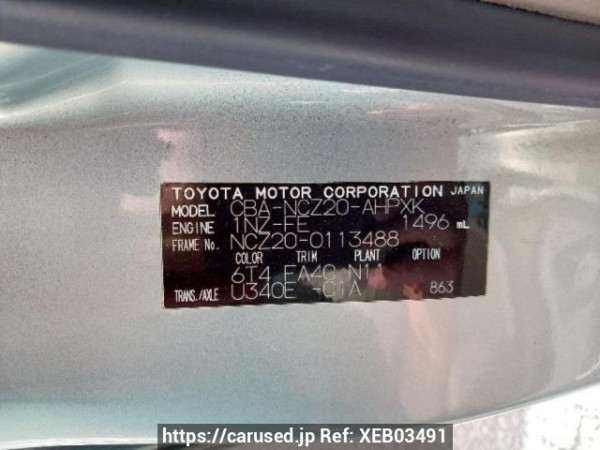 TOYOTA MOTOR CORPORATION JAPAN
MODEL CBA-NCZ20-AHPXK
ENGINE 1NZ-FE 1496 mL
FRAME No. NCZ20-0113488
COLOR TRIM PLANT OPTION
6T4 FA40 N11
TRANS./AXLE U340E -C1A 863
https://carused.jp Ref: XEB03491